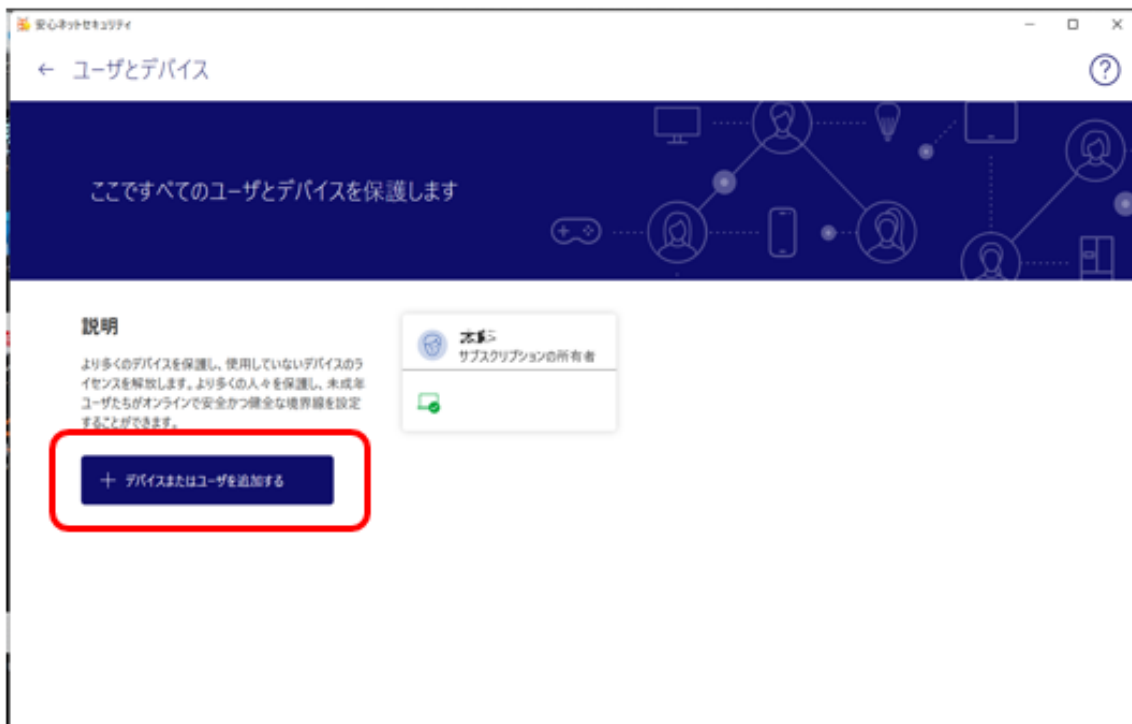 安心ネットセキュリティ
← ユーザとデバイス
?
ここですべてのユーザとデバイスを保護します
説明
より多くのデバイスを保護し、使用していないデバイスのラ
イセンスを解放します。より多くの人々を保護し、未成年
ユーザたちがオンラインで安全かつ健全な境界線を設定
することができます。
+ デバイスまたはユーザを追加する
サブスクリプションの所有者